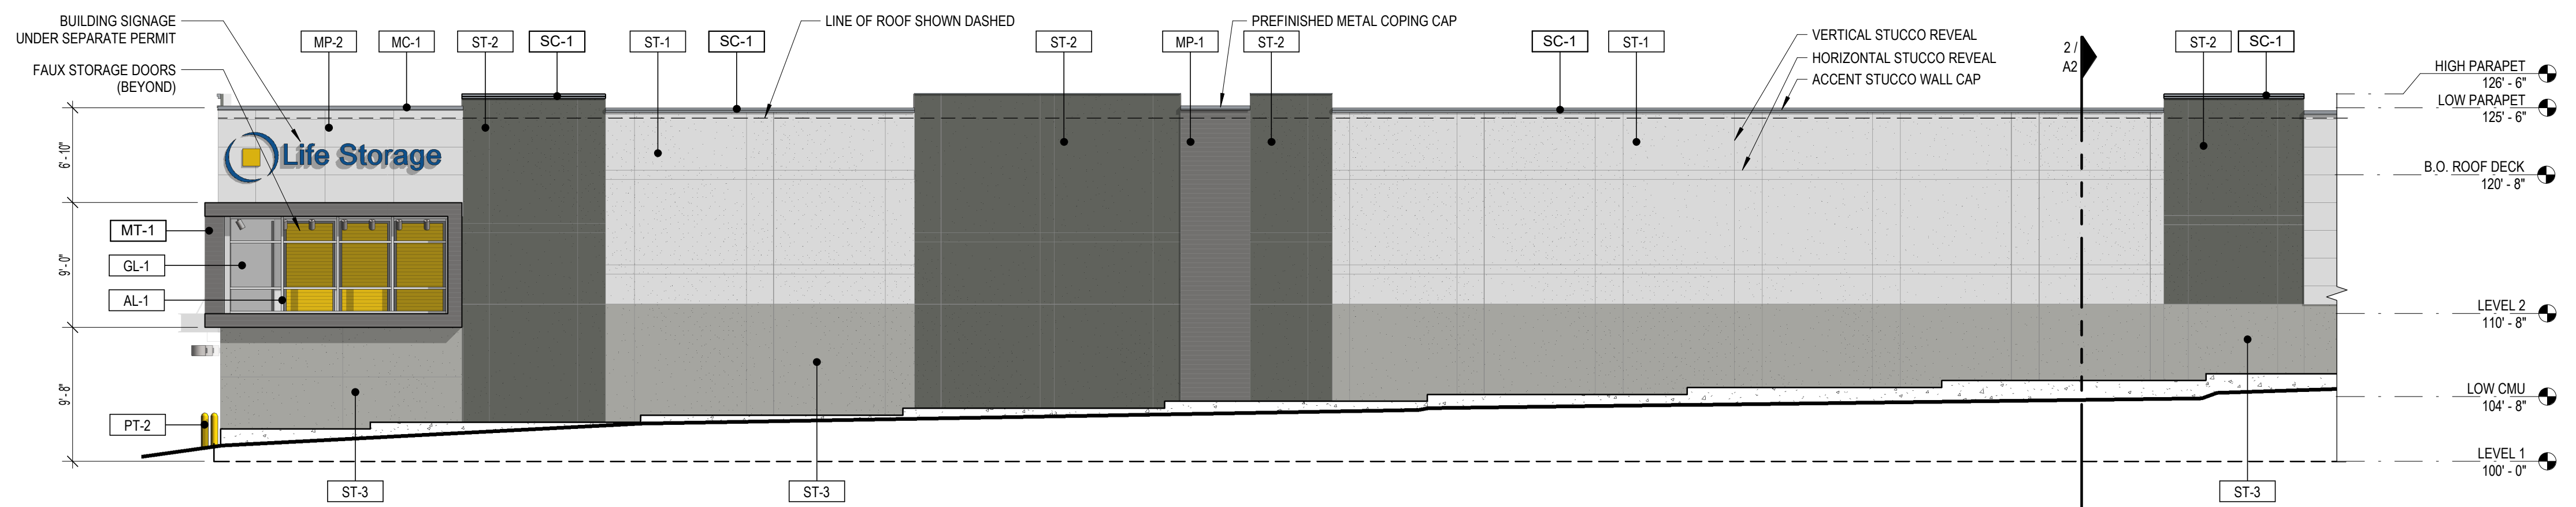 BUILDING SIGNAGE
UNDER SEPARATE PERMIT
FAUX STORAGE DOORS
(BEYOND)
MP-2
MC-1
ST-2
SC-1
ST-1
SC-1
LINE OF ROOF SHOWN DASHED
ST-2
MP-1
PREFINISHED METAL COPING CAP
ST-2
SC-1
ST-1
VERTICAL STUCCO REVEAL
HORIZONTAL STUCCO REVEAL
ACCENT STUCCO WALL CAP
2 /
A2
ST-2
SC-1
HIGH PARAPET
126' - 6"
LOW PARAPET
125' - 6"
B.O. ROOF DECK
120' - 8"
LEVEL 2
110' - 8"
LOW CMU
104' - 8"
LEVEL 1
100' - 0"
6' - 10"
9' - 0"
9' - 8"
Life Storage
MT-1
GL-1
AL-1
PT-2
ST-3
ST-3
ST-3